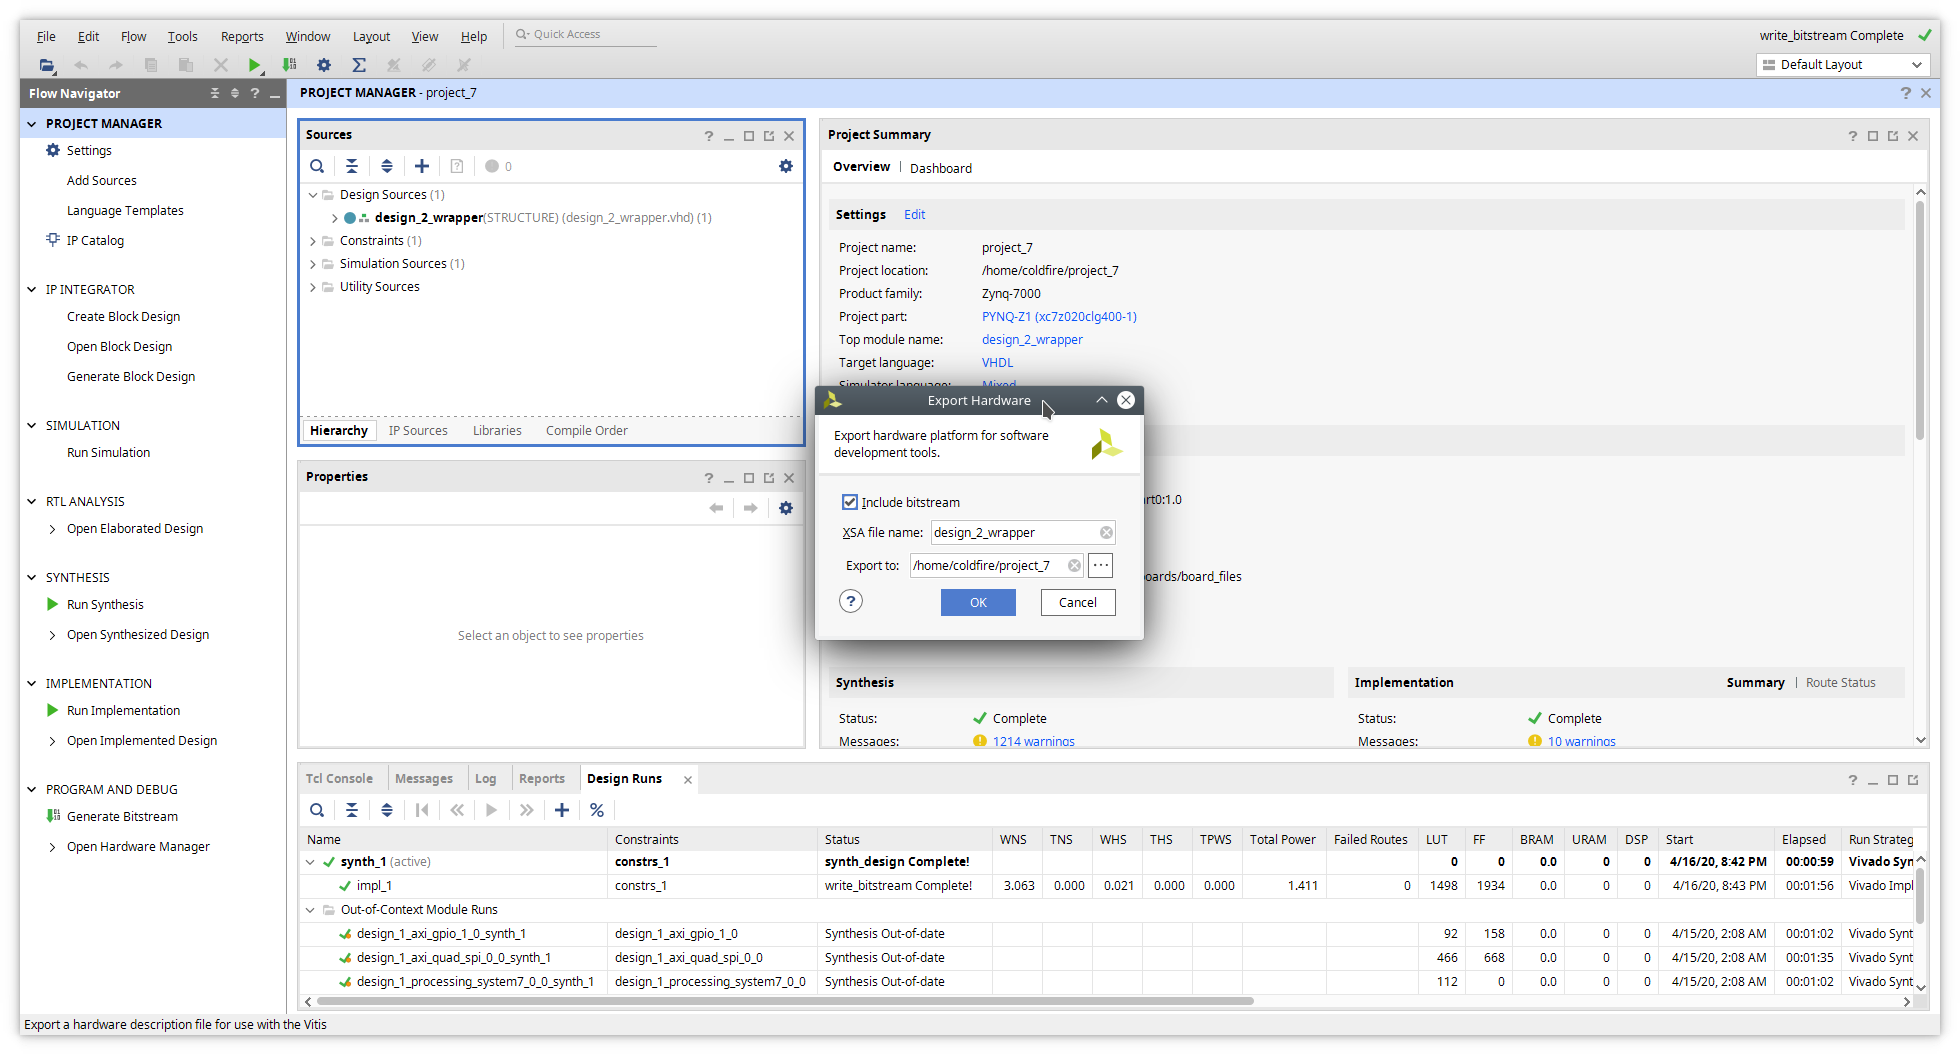 File Edit Flow Tools Reports Window Layout View Help Quick Access write_bitstream Complete
Default Layout
Flow Navigator
PROJECT MANAGER
Settings
Add Sources
Language Templates
IP Catalog
IP INTEGRATOR
Create Block Design
Open Block Design
Generate Block Design
SIMULATION
Run Simulation
RTL ANALYSIS
Open Elaborated Design
SYNTHESIS
Run Synthesis
Open Synthesized Design
IMPLEMENTATION
Run Implementation
Open Implemented Design
PROGRAM AND DEBUG
Generate Bitstream
Open Hardware Manager
PROJECT MANAGER - project_7
Sources
0
Design Sources (1)
design_2_wrapper(STRUCTURE) (design_2_wrapper.vhd) (1)
Constraints (1)
Simulation Sources (1)
Utility Sources
Hierarchy IP Sources Libraries Compile Order
Properties
Select an object to see properties
Project Summary
Overview | Dashboard
Settings Edit
Project name: project_7
Project location: /home/coldfire/project_7
Product family: Zynq-7000
Project part: PYNQ-Z1 (xc7z020clg400-1)
Top module name: design_2_wrapper
Target language: VHDL
Simulator language: Mixed
rt0:1.0
oards/board_files
Export Hardware
Export hardware platform for software
development tools.
Include bitstream
XSA file name: design_2_wrapper
Export to: /home/coldfire/project_7 ...
? OK Cancel
Synthesis
Status: Complete
Messages: 1214 warnings
Implementation Summary | Route Status
Status: Complete
Messages: 10 warnings
Tcl Console Messages Log Reports Design Runs
Name Constraints Status WNS TNS WHS THS TPWS Total Power Failed Routes LUT FF BRAM URAM DSP Start Elapsed Run Strateg
synth_1 (active) constrs_1 synth_design Complete! 0 0 0.0 0 0 4/16/20, 8:42 PM 00:00:59 Vivado Syn
impl_1 constrs_1 write_bitstream Complete! 3.063 0.000 0.021 0.000 0.000 1.411 0 1498 1934 0.0 0 0 4/16/20, 8:43 PM 00:01:56 Vivado Impl
Out-of-Context Module Runs
design_1_axi_gpio_1_0_synth_1 design_1_axi_gpio_1_0 Synthesis Out-of-date 92 158 0.0 0 0 4/15/20, 2:08 AM 00:01:02 Vivado Synt
design_1_axi_quad_spi_0_0_synth_1 design_1_axi_quad_spi_0_0 Synthesis Out-of-date 466 668 0.0 0 0 4/15/20, 2:08 AM 00:01:35 Vivado Synt
design_1_processing_system7_0_0_synth_1 design_1_processing_system7_0_0 Synthesis Out-of-date 112 0 0.0 0 0 4/15/20, 2:08 AM 00:01:02 Vivado Synt
Export a hardware description file for use with the Vitis